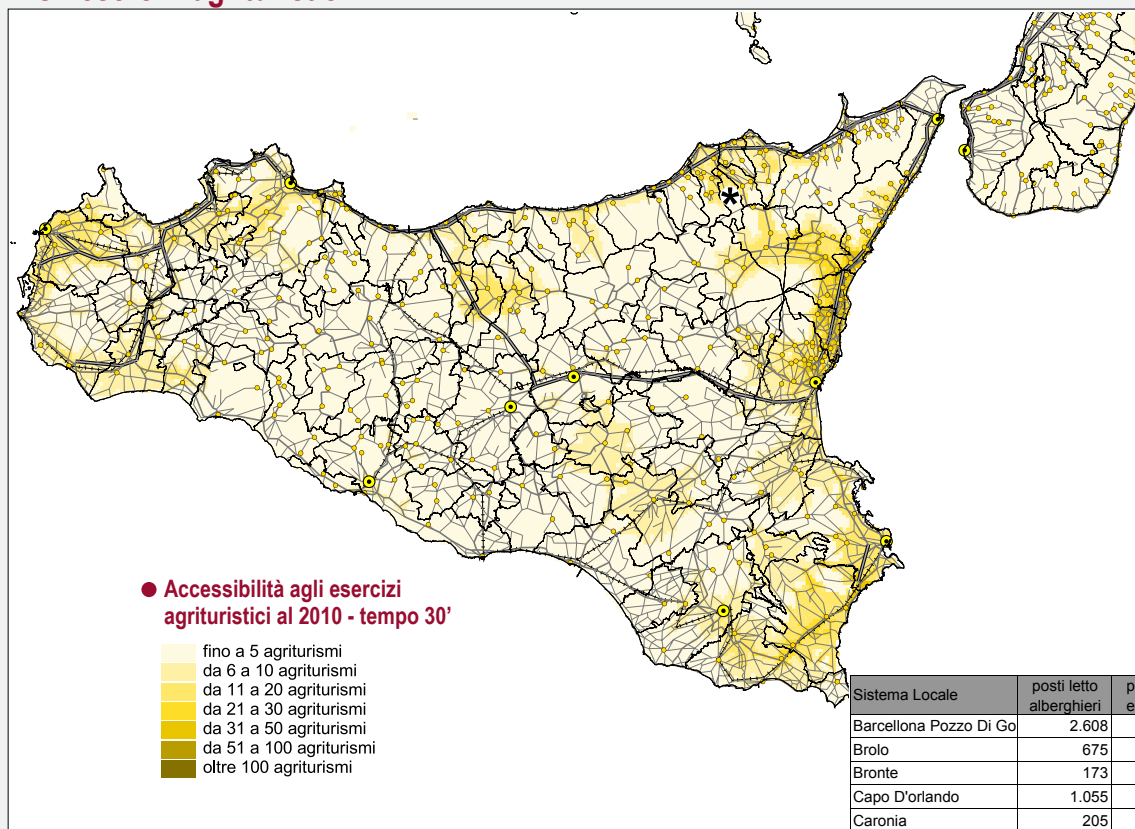 ● Accessibilità agli esercizi
agrituristici al 2010 - tempo 30'
fino a 5 agriturismi
da 6 a 10 agriturismi
da 11 a 20 agriturismi
da 21 a 30 agriturismi
da 31 a 50 agriturismi
da 51 a 100 agriturismi
oltre 100 agriturismi
Sistema Locale posti letto
alberghieri
Barcellona Pozzo Di Go 2.608
Brolo 675
Bronte 173
Capo D'orlando 1.055
Caronia 205